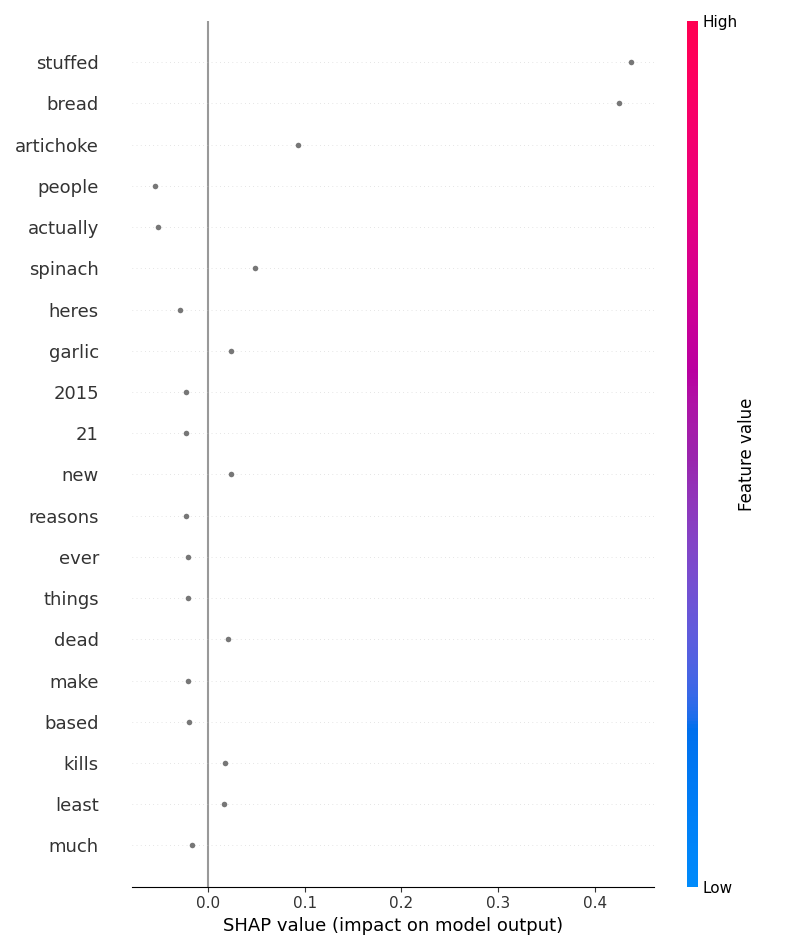 High
stuffed
bread
artichoke
people
actually
spinach
heres
garlic
2015
21
new
reasons
ever
things
dead
make
based
kills
least
much
Feature value
Low
0.0 0.1 0.2 0.3 0.4
SHAP value (impact on model output)